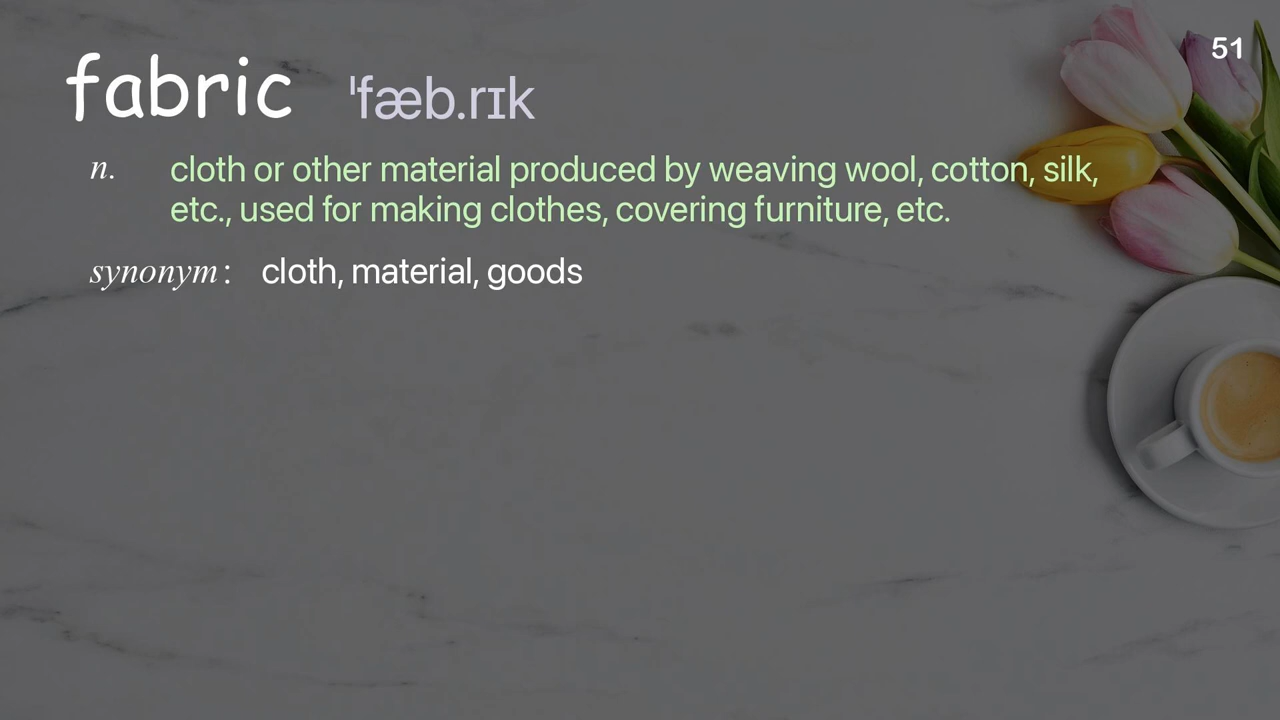 51
fabric ˈfæb.rɪk
n. cloth or other material produced by weaving wool, cotton, silk,
etc., used for making clothes, covering furniture, etc.
synonym: cloth, material, goods